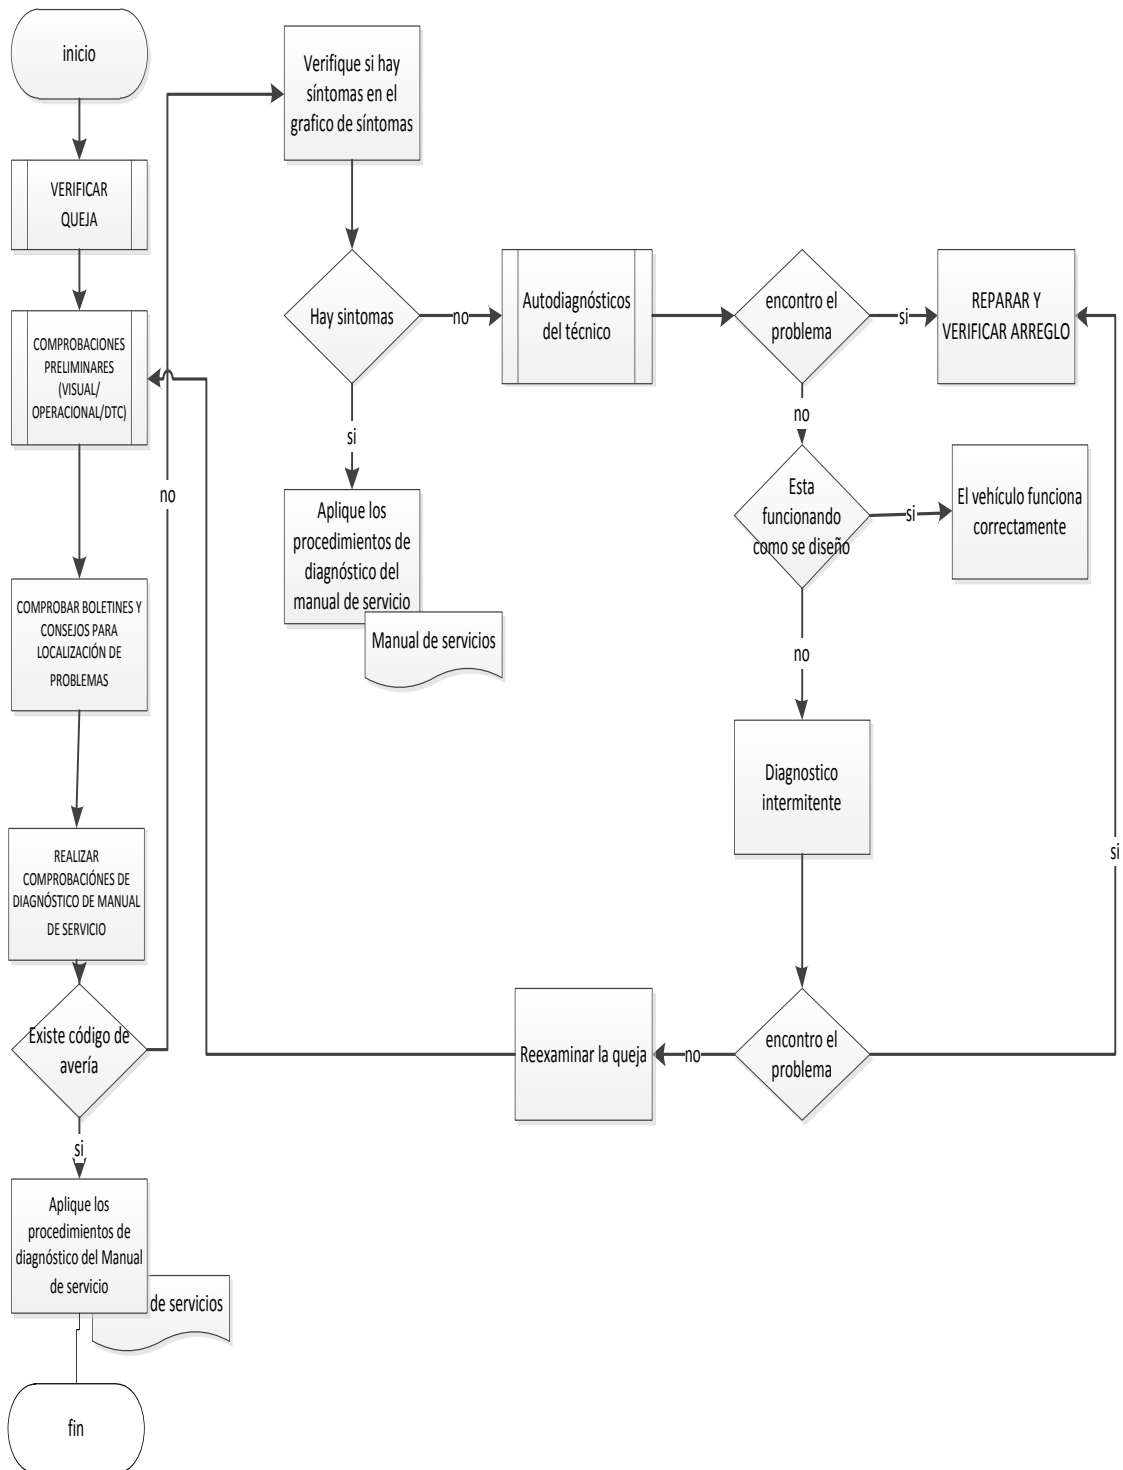 inicio
VERIFICAR
QUEJA
COMPROBACIONES
PRELIMINARES
(VISUAL/
OPERACIONAL/DTC)
COMPROBAR BOLETINES Y
CONSEJOS PARA
LOCALIZACIÓN DE
PROBLEMAS
REALIZAR
COMPROBACIÓNES DE
DIAGNÓSTICO DE MANUAL
DE SERVICIO
Existe código de
avería
si
Aplique los
procedimientos de
diagnóstico del Manual
de servicio
de servicios
fin
no
Verifique si hay
síntomas en el
grafico de síntomas
Hay sintomas
si
Aplique los
procedimientos de
diagnóstico del
manual de servicio
Manual de servicios
no
Autodiagnósticos
del técnico
encontro el
problema
si
REPARAR Y
VERIFICAR ARREGLO
no
Esta
funcionando
como se diseño
si
El vehículo funciona
correctamente
no
Diagnostico
intermitente
encontro el
problema
si
no
Reexaminar la queja